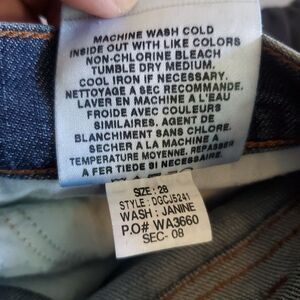 MACHINE WASH COLD
INSIDE OUT WITH LIKE COLORS
NON-CHLORINE BLEACH
TUMBLE DRY MEDIUM.
COOL IRON IF NECESSARY.
NETTOYAGE A SEC RECOMMANDE.
LAVER EN MACHINE A L'EAU
FROIDE AVEC COULEURS
SIMILAIRES. AGENT DE
BLANCHIMENT SANS CHLORE.
SECHER A LA MACHINE A
TEMPERATURE MOYENNE. REPASSER
A FER TIEDE SI NECESSAIRE.
SIZE: 28
STYLE: DGCJ5241
WASH: JANINE
P.O# WA3660
SEC- 08